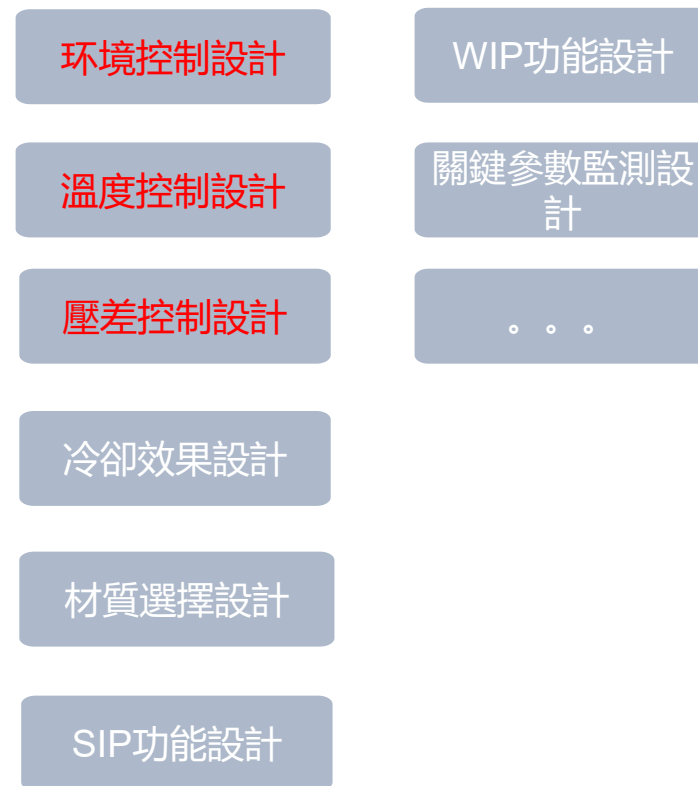 环境控制設計
溫度控制設計
壓差控制設計
冷卻效果設計
材質選擇設計
SIP功能設計
WIP功能設計
關鍵參數監測設
計
。。。